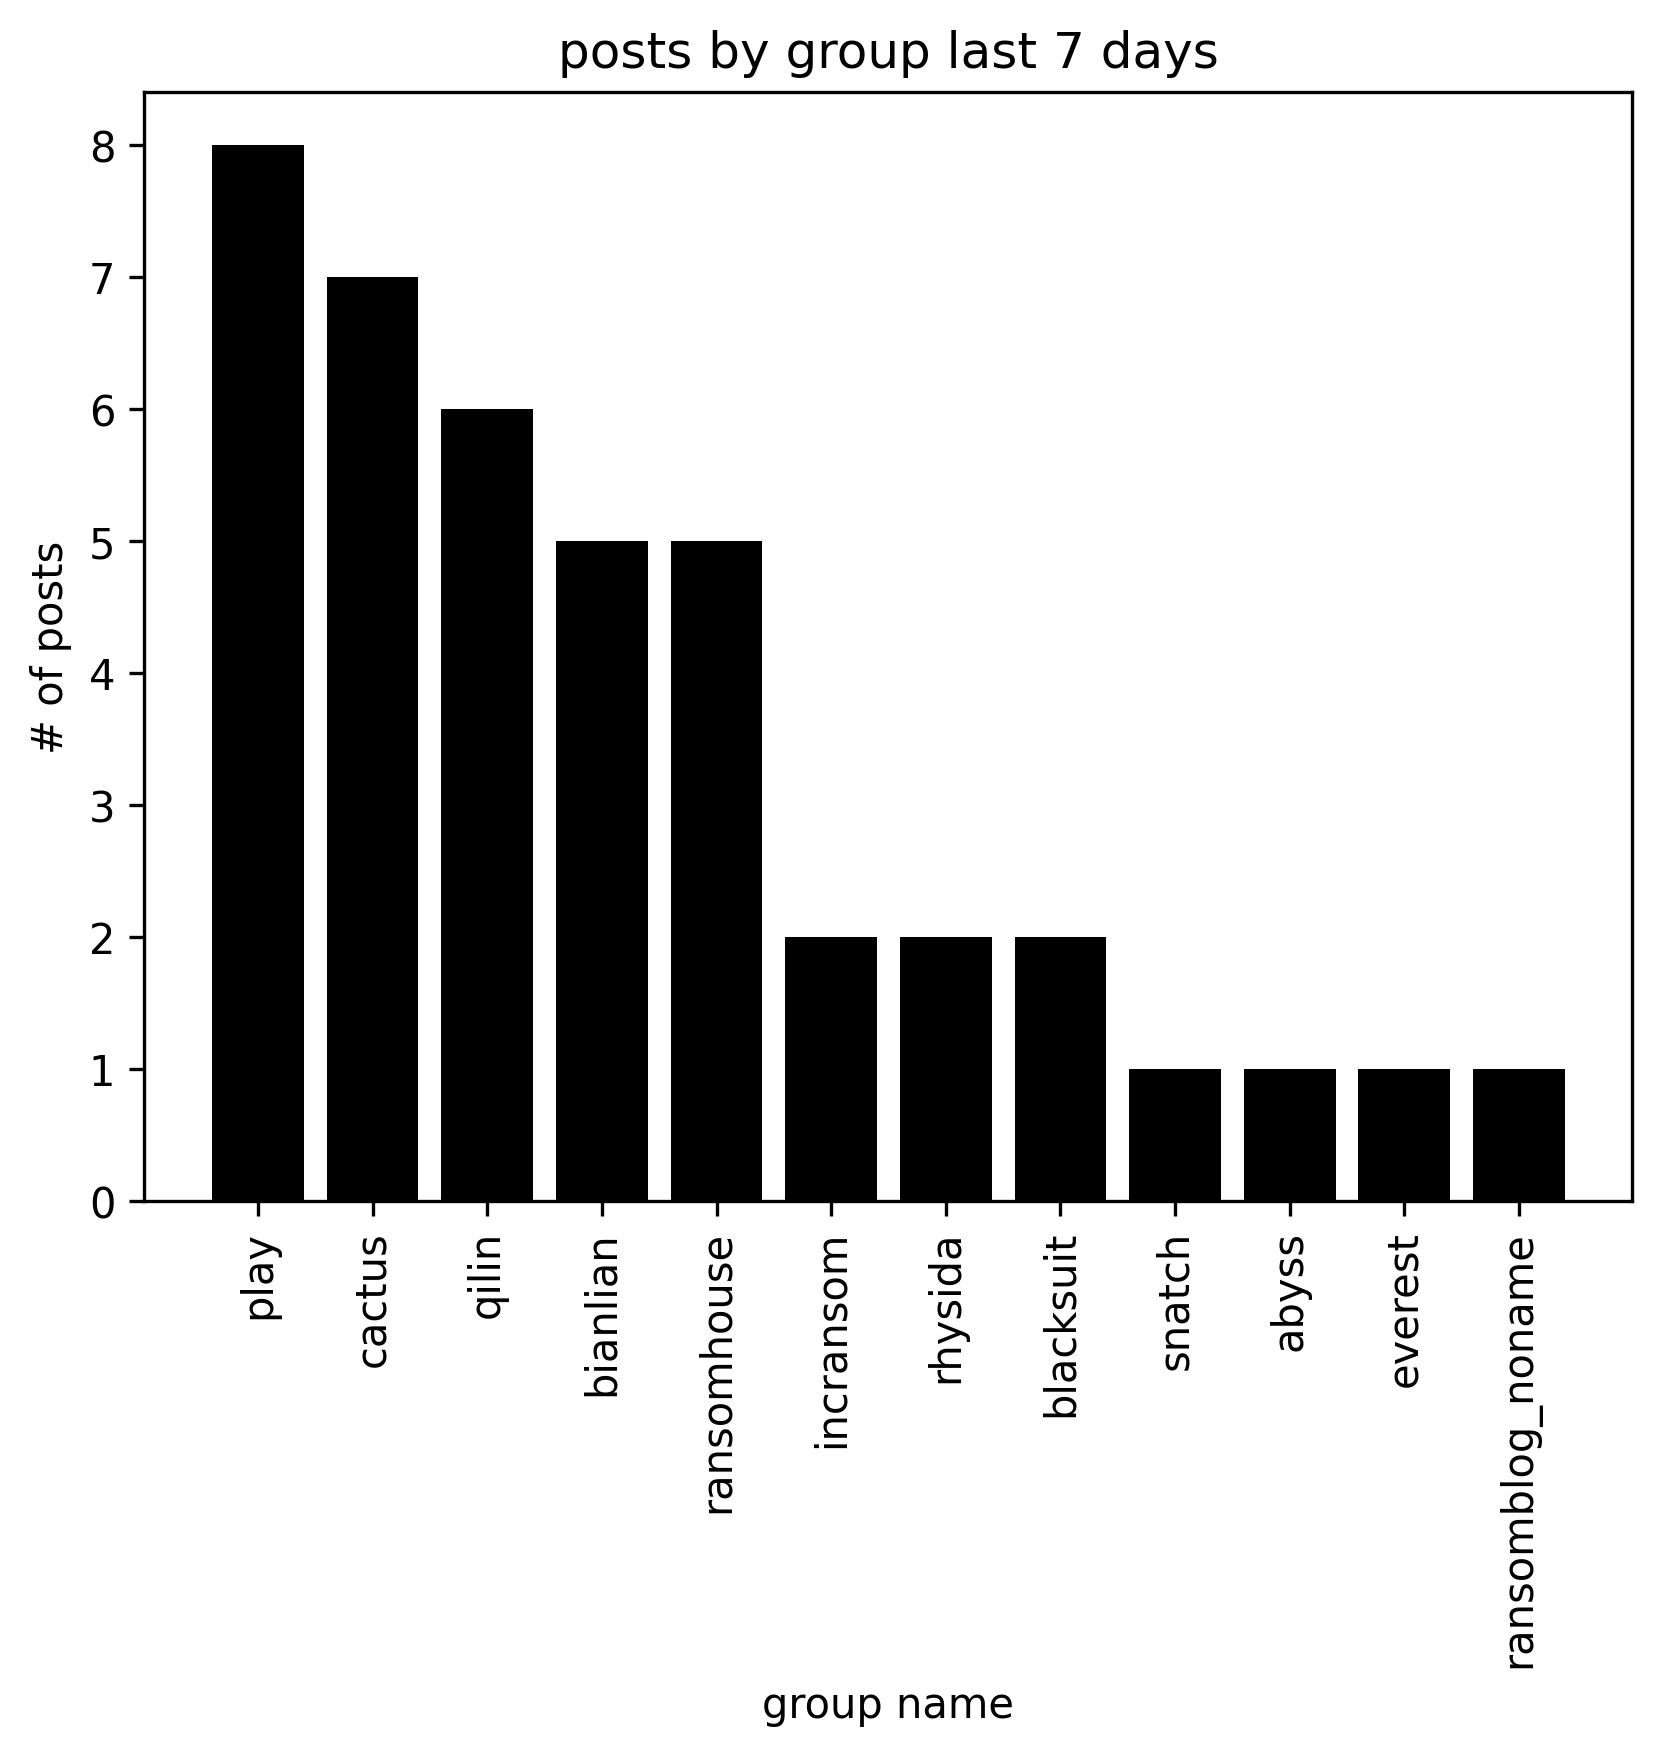 posts by group last 7 days
# of posts
8
7
6
5
4
3
2
1
0
play
cactus
qilin
bianlian
ransomhouse
incransom
rhysida
blacksuit
snatch
abyss
everest
ransomblog_noname
group name